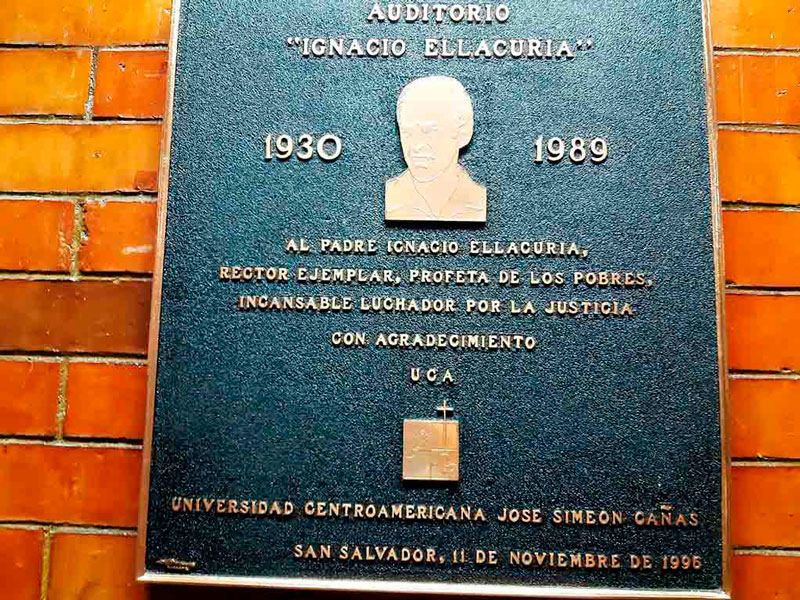 AUDITORIO
"IGNACIO ELLACURIA"
1930 1989
AL PADRE IGNACIO ELLACURIA,
RECTOR EJEMPLAR, PROFETA DE LOS POBRES,
INCANSABLE LUCHADOR POR LA JUSTICIA
CON AGRADECIMIENTO
UCA
UNIVERSIDAD CENTROAMERICANA JOSE SIMEON CAÑAS
SAN SALVADOR, 11 DE NOVIEMBRE DE 1996